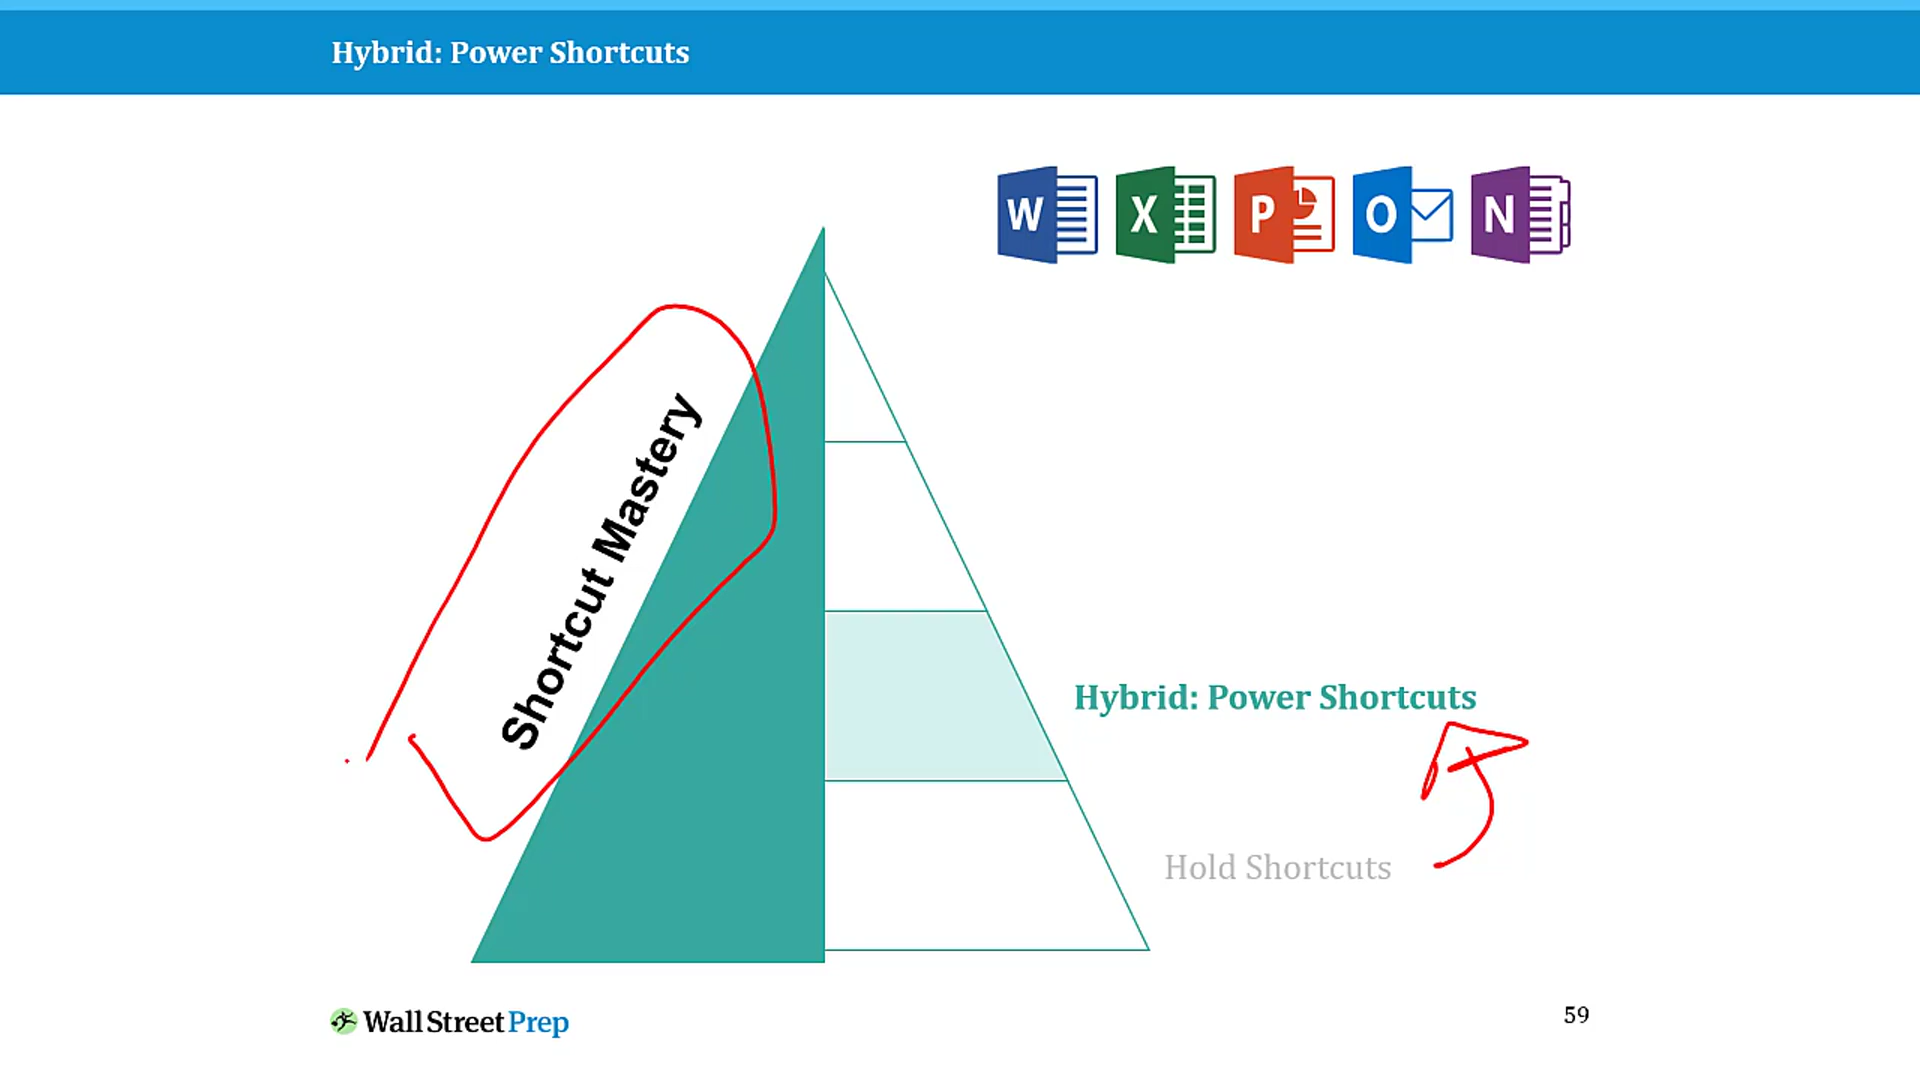 Hybrid: Power Shortcuts
W X P O N
Shortcut Mastery
Hybrid: Power Shortcuts
Hold Shortcuts
Wall Street Prep
59